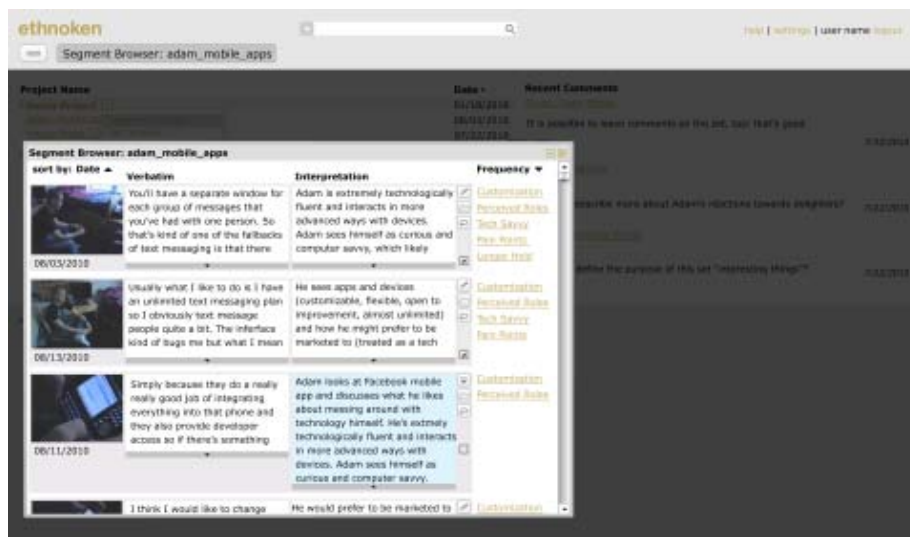 ethnoken
help | settings | user name logout
Segment Browser: adam_mobile_apps
Project Name
Date
Recent Comments
01/10/2010
Segment Browser: adam_mobile_apps
sort by: Date ▲
Verbatim
Interpretation
Frequency ▼
You'll have a separate window for
each group of messages that
you've had with one person. So
that's kind of one of the fallbacks
of text messaging is that there
Adam is extremely technologically
fluent and interacts in more
advanced ways with devices.
Adam sees himself as curious and
computer savvy, which likely
Customization
Perceived Roles
Tech Savvy
Pain Points
08/03/2010
Usually what I like to do is I have
an unlimited text messaging plan
so I obviously text message
people quite a bit. The interface
kind of bugs me but what I mean
He sees apps and devices
(customizable, flexible, open to
improvement, almost unlimited)
and how he might prefer to be
marketed to (treated as a tech
Customization
Perceived Roles
Tech Savvy
Pain Points
08/13/2010
Simply because they do a really
really good job of integrating
everything into that phone and
they also provide developer
access so if there's something
Adam looks at Facebook mobile
app and discusses what he likes
about messing around with
technology himself. He's extmely
technologically fluent and interacts
in more advanced ways with
devices. Adam sees himself as
curious and computer savvy.
Customization
Perceived Roles
08/11/2010
I think I would like to change
He would prefer to be marketed to
Customization